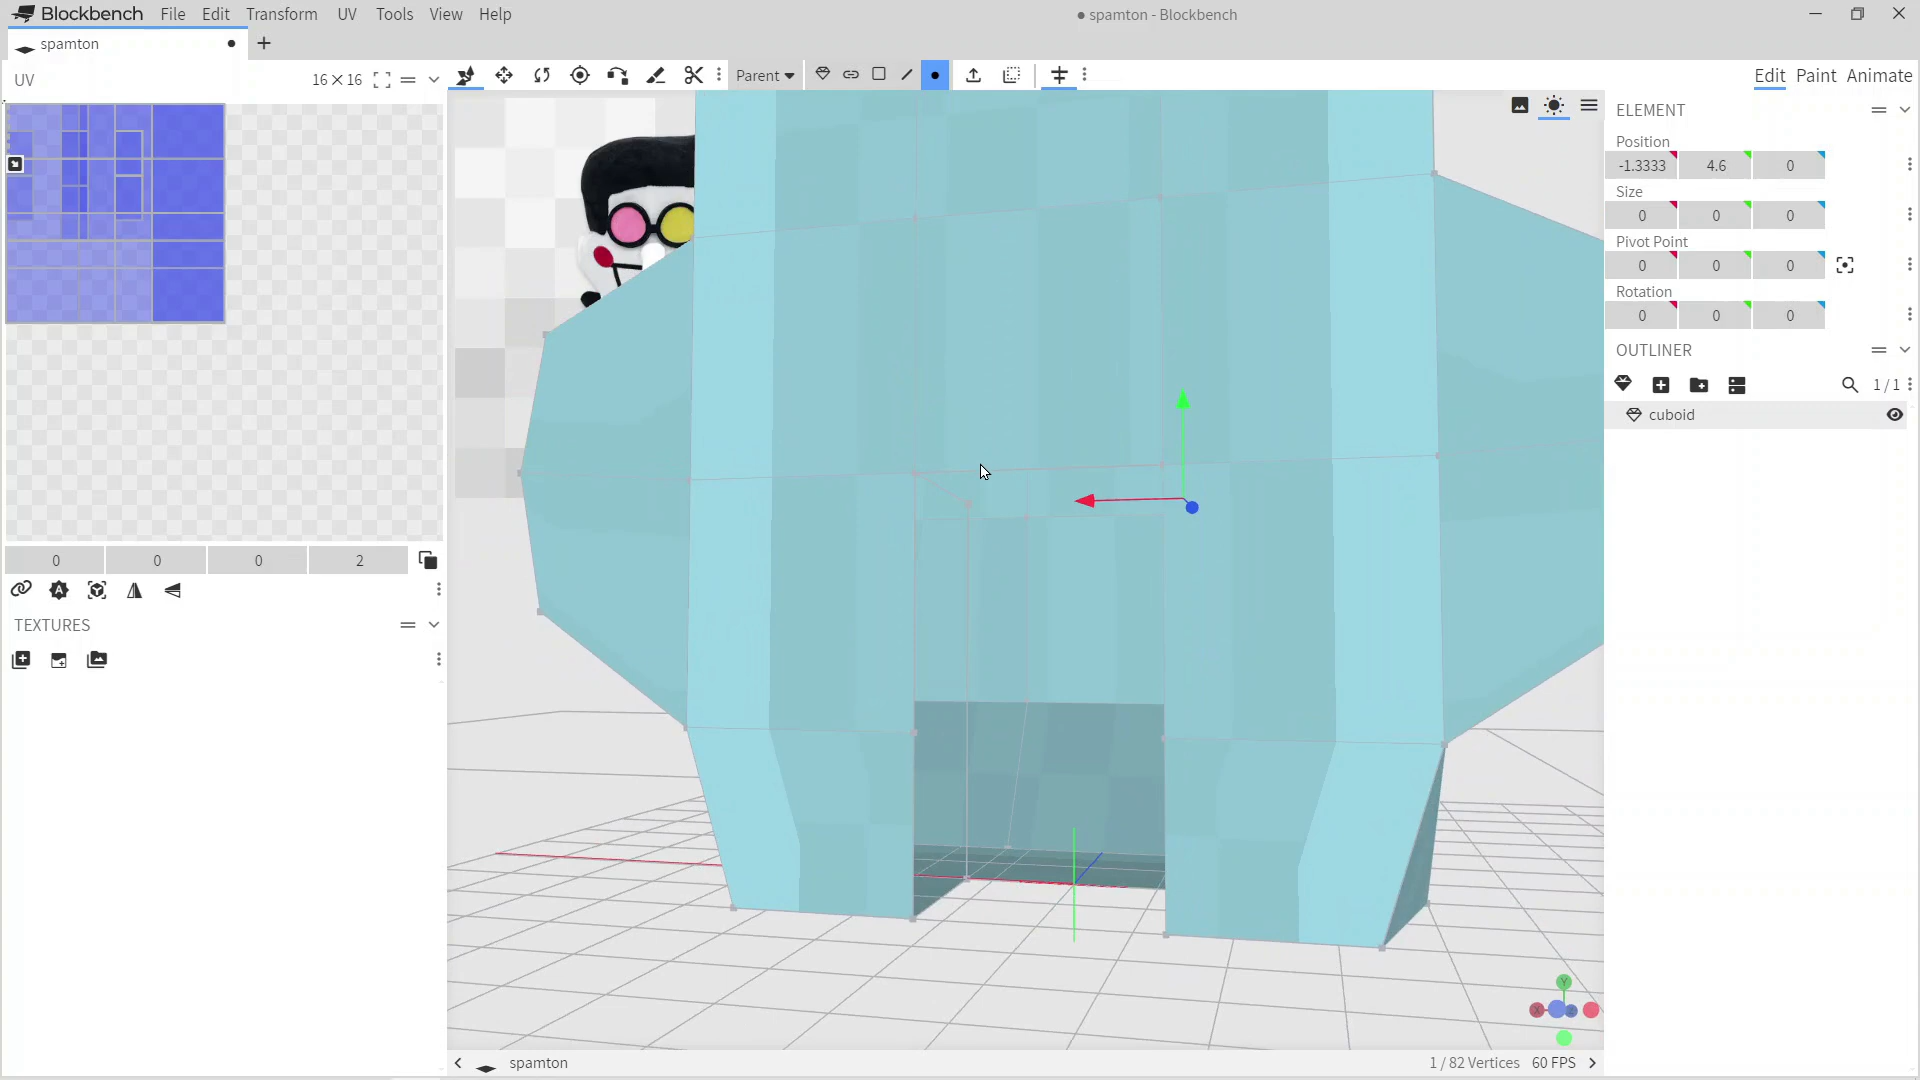 Blockbench File Edit Transform UV Tools View Help
● spamton - Blockbench
spamton
UV
16×16
Parent
Edit Paint Animate
ELEMENT
Position
-1.3333 4.6 0
Size
0 0 0
Pivot Point
0 0 0
Rotation
0 0 0
OUTLINER
1/1
cuboid
0 0 0 2
TEXTURES
Y
X
spamton
1 / 82 Vertices 60 FPS